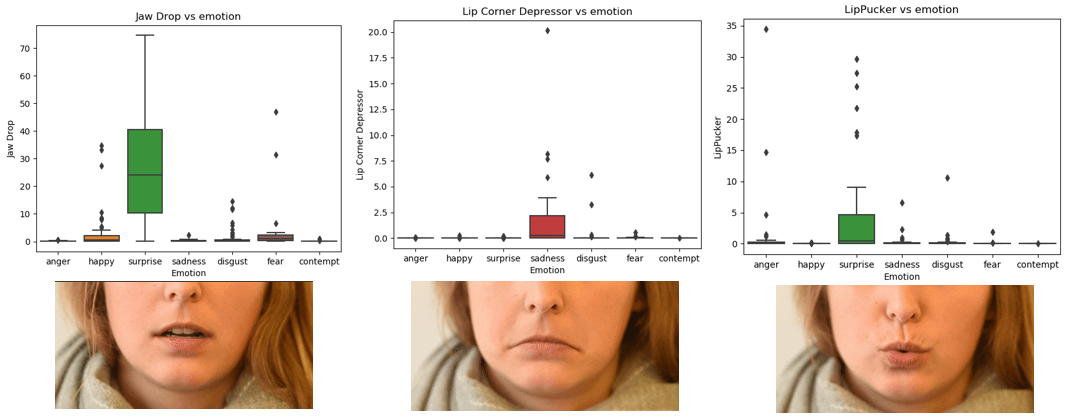 Jaw Drop vs emotion
Jaw Drop
70
60
50
40
30
20
10
0
anger happy surprise sadness disgust fear contempt
Emotion
Lip Corner Depressor vs emotion
Lip Corner Depressor
20.0
17.5
15.0
12.5
10.0
7.5
5.0
2.5
0.0
anger happy surprise sadness disgust fear contempt
Emotion
LipPucker vs emotion
LipPucker
35
30
25
20
15
10
5
0
anger happy surprise sadness disgust fear contempt
Emotion